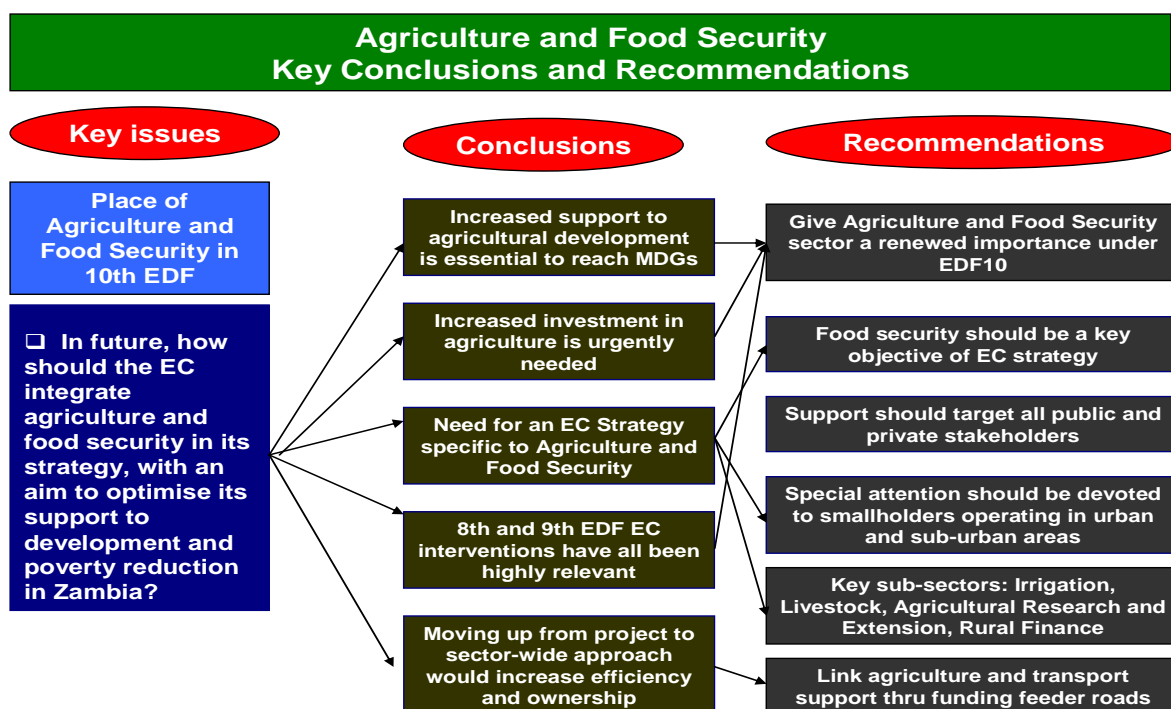 Agriculture and Food Security
Key Conclusions and Recommendations
Key issues
Conclusions
Recommendations
Place of
Agriculture and
Food Security in
10th EDF
❑ In future, how
should the EC
integrate
agriculture and
food security in its
strategy, with an
aim to optimise its
support to
development and
poverty reduction
in Zambia?
Increased support to
agricultural development
is essential to reach MDGs
Increased investment in
agriculture is urgently
needed
Need for an EC Strategy
specific to Agriculture and
Food Security
8th and 9th EDF EC
interventions have all been
highly relevant
Moving up from project to
sector-wide approach
would increase efficiency
and ownership
Give Agriculture and Food Security
sector a renewed importance under
EDF10
Food security should be a key
objective of EC strategy
Support should target all public and
private stakeholders
Special attention should be devoted
to smallholders operating in urban
and sub-urban areas
Key sub-sectors: Irrigation,
Livestock, Agricultural Research and
Extension, Rural Finance
Link agriculture and transport
support thru funding feeder roads